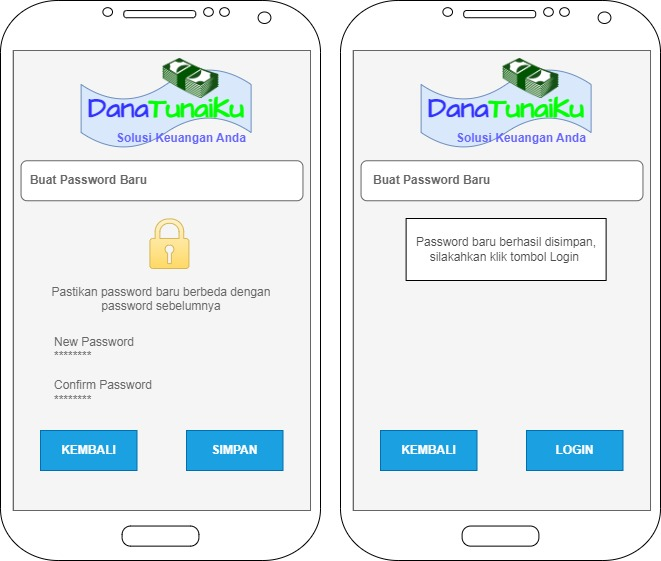 DanaTunaiKu
Solusi Keuangan Anda
Buat Password Baru
Pastikan password baru berbeda dengan
password sebelumnya
New Password
********
Confirm Password
********
KEMBALI
SIMPAN
DanaTunaiKu
Solusi Keuangan Anda
Buat Password Baru
Password baru berhasil disimpan,
silakahkan klik tombol Login
KEMBALI
LOGIN